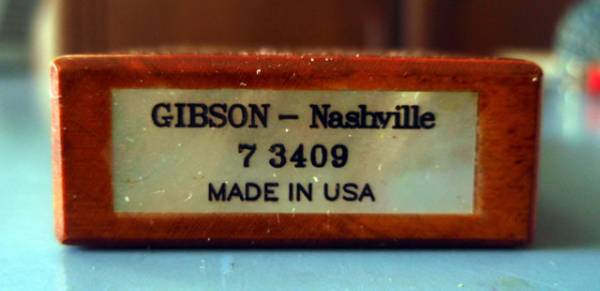 GIBSON – Nashville
7 3409
MADE IN USA